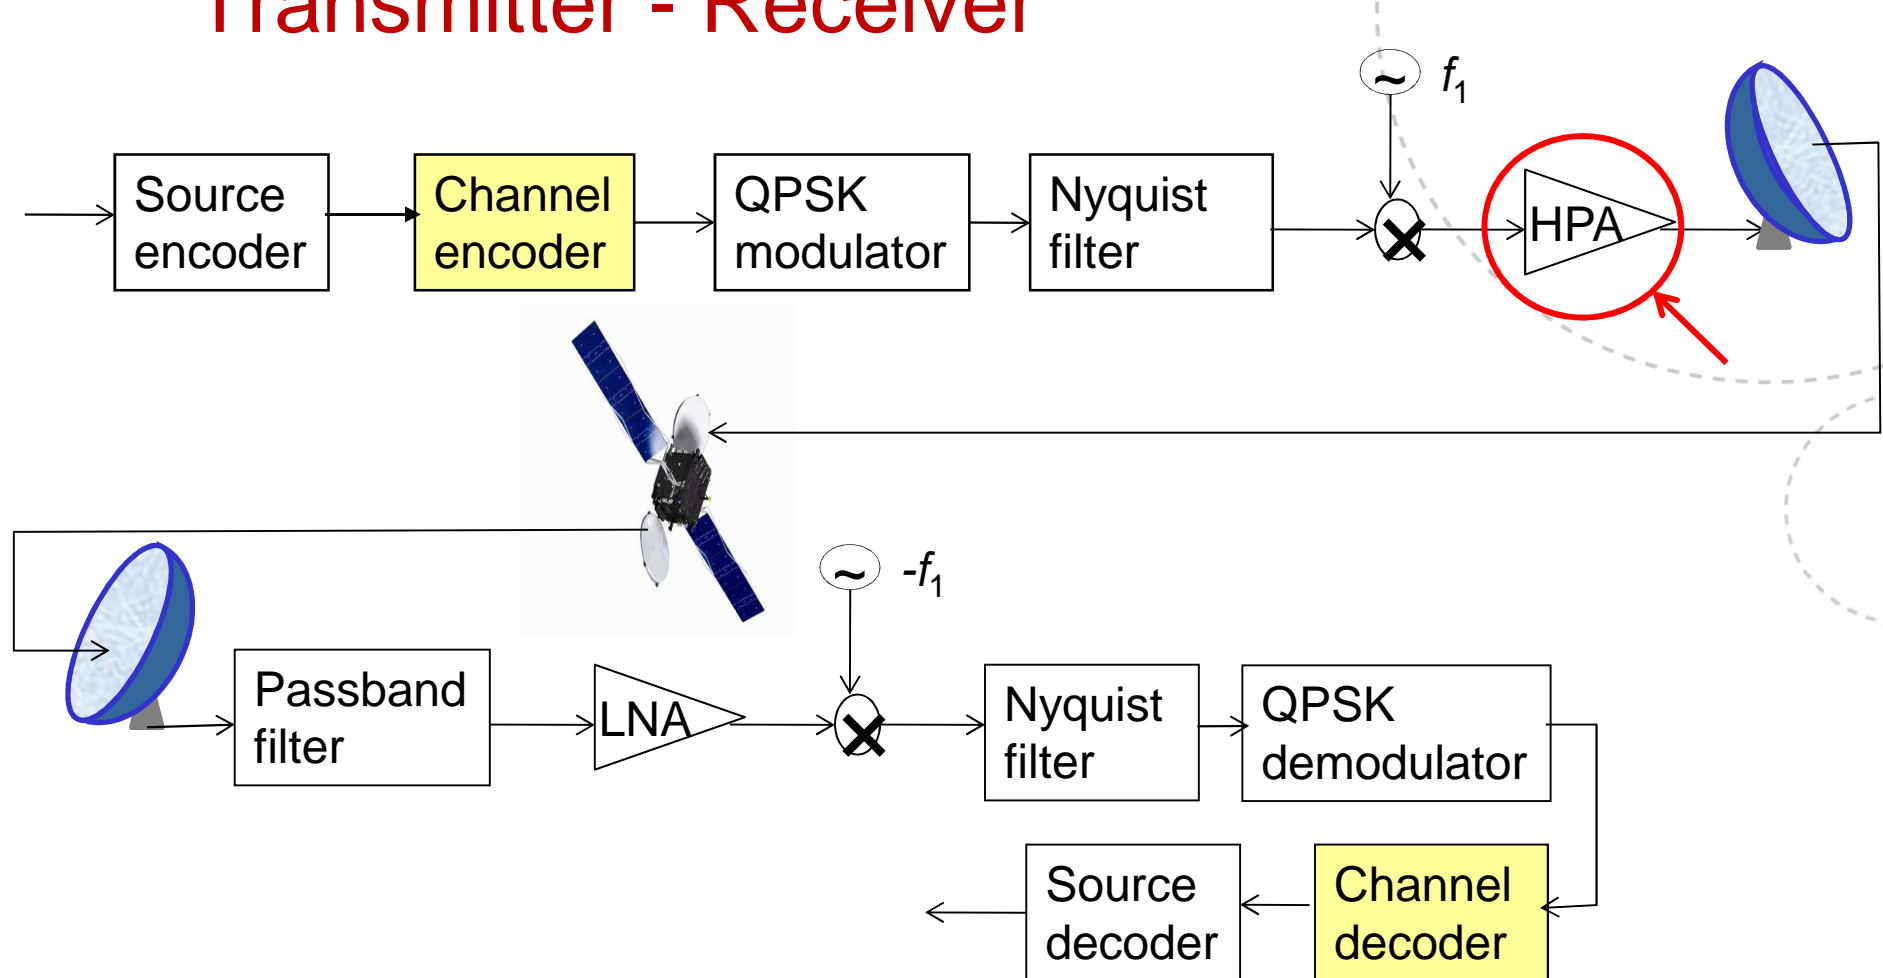 Transmitter - Receiver
~ f1
Source
encoder
Channel
encoder
QPSK
modulator
Nyquist
filter
HPA
~ -f1
Passband
filter
LNA
Nyquist
filter
QPSK
demodulator
Source
decoder
Channel
decoder